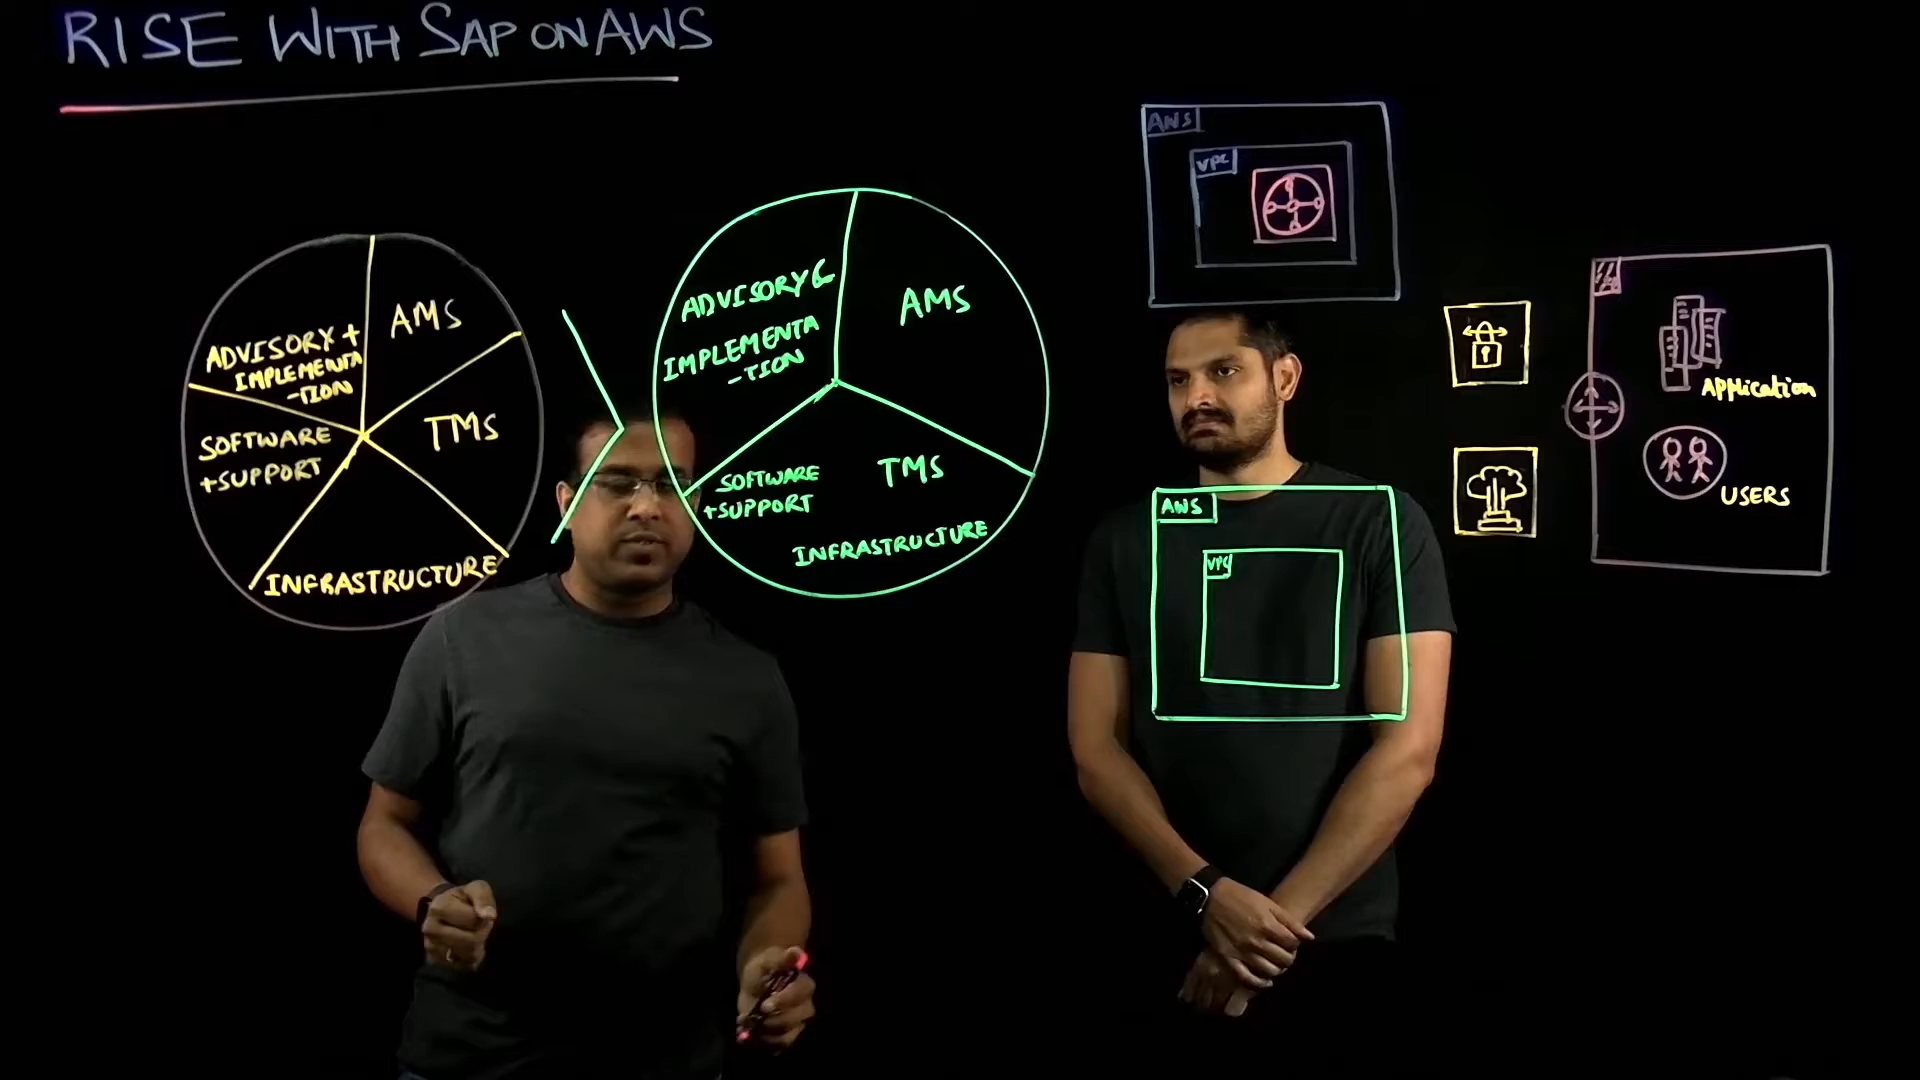 RISE WITH SAP ON AWS
ADVISORY +
IMPLEMENTA
-TION
AMS
SOFTWARE
+SUPPORT
TMS
INFRASTRUCTURE
ADVISORY &
IMPLEMENTA
-TION
AMS
SOFTWARE
+SUPPORT
TMS
INFRASTRUCTURE
AWS
VPC
AWS
VPC
APPlication
USERS